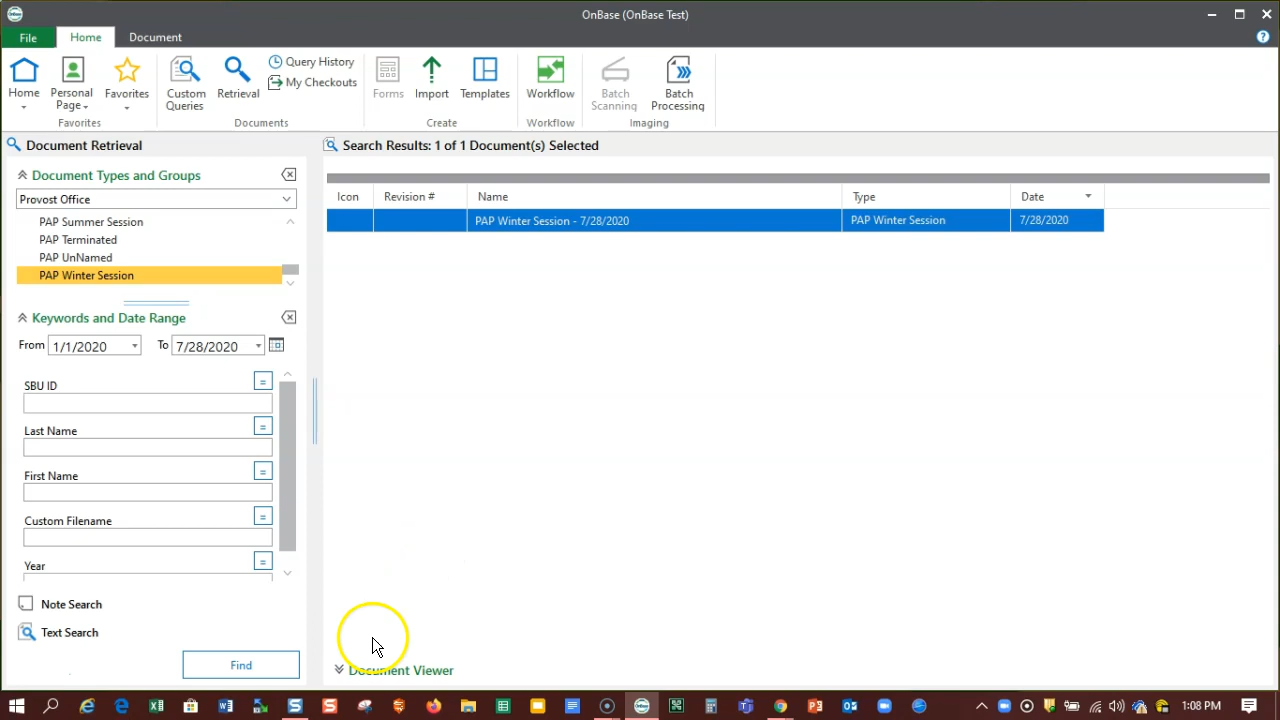 OnBase (OnBase Test)
File Home Document
Home Personal Page Favorites
Favorites
Custom Queries Retrieval Query History
My Checkouts
Documents
Forms Import Templates
Create
Workflow
Workflow
Batch Scanning Batch Processing
Imaging
Document Retrieval
Document Types and Groups
Provost Office
PAP Summer Session
PAP Terminated
PAP UnNamed
PAP Winter Session
Keywords and Date Range
From 1/1/2020 To 7/28/2020
SBU ID =
Last Name =
First Name =
Custom Filename =
Year =
Note Search
Text Search
Find
Search Results: 1 of 1 Document(s) Selected
Icon Revision # Name Type Date
PAP Winter Session - 7/28/2020 PAP Winter Session 7/28/2020
Document Viewer
1:08 PM